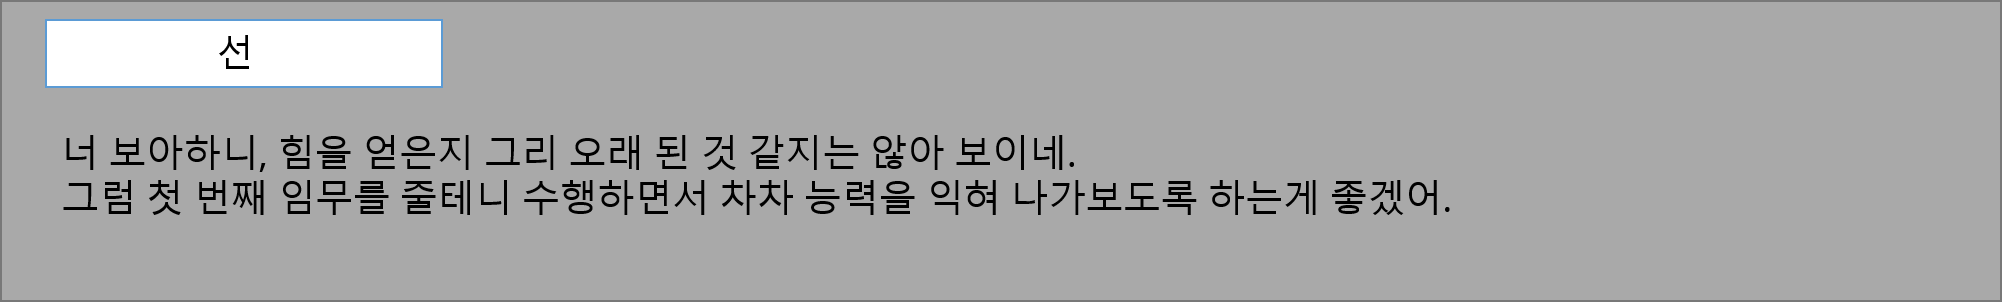 선
너 보아하니, 힘을 얻은지 그리 오래 된 것 같지는 않아 보이네.
그럼 첫 번째 임무를 줄테니 수행하면서 차차 능력을 익혀 나가보도록 하는게 좋겠어.